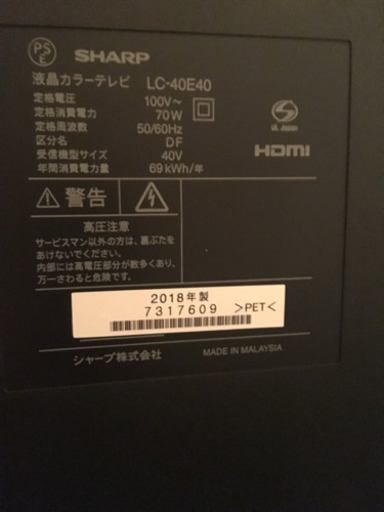 PS
E
SHARP
液晶カラーテレビ LC-40E40
定格電圧 100V～
定格消費電力 70W
定格周波数 50/60Hz
区分名 DF
受信機型サイズ 40V
年間消費電力量 69kWh/年
S
UL Japan
HDMI
警告
高圧注意
サービスマン以外の方は、裏ぶたを
あけないでください。
内部には高電圧部分が数多くあり、
万一さわると危険です。
2018年製
7317609 >PET<
シャープ株式会社 MADE IN MALAYSIA